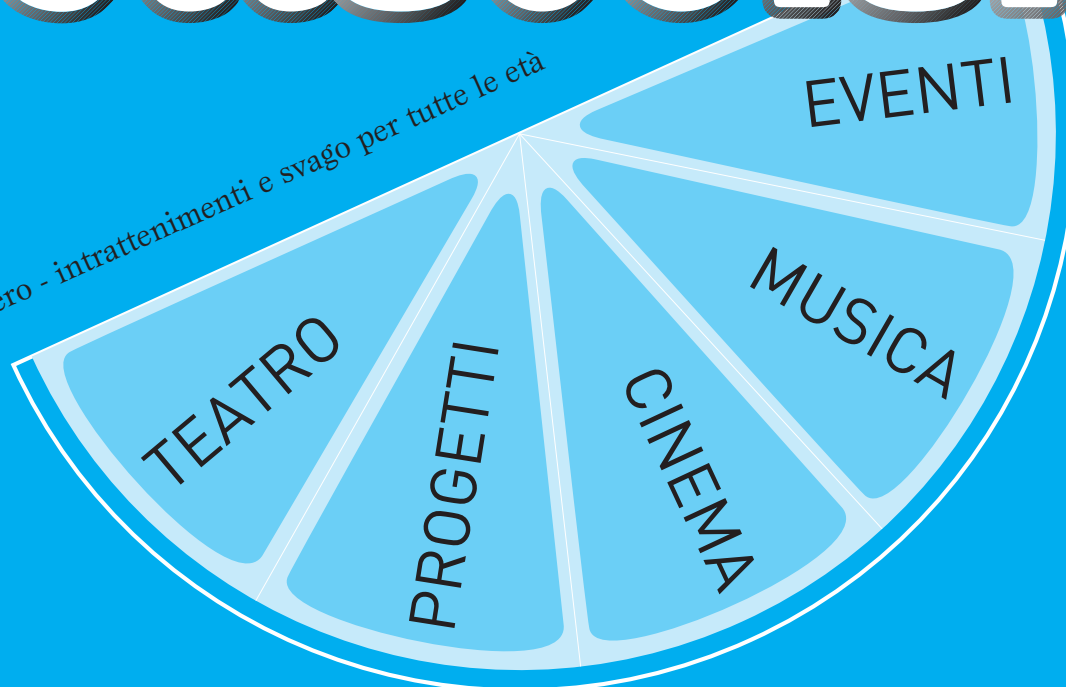 - intrattenimenti e svago per tutte le età
EVENTI
MUSICA
CINEMA
PROGETTI
TEATRO